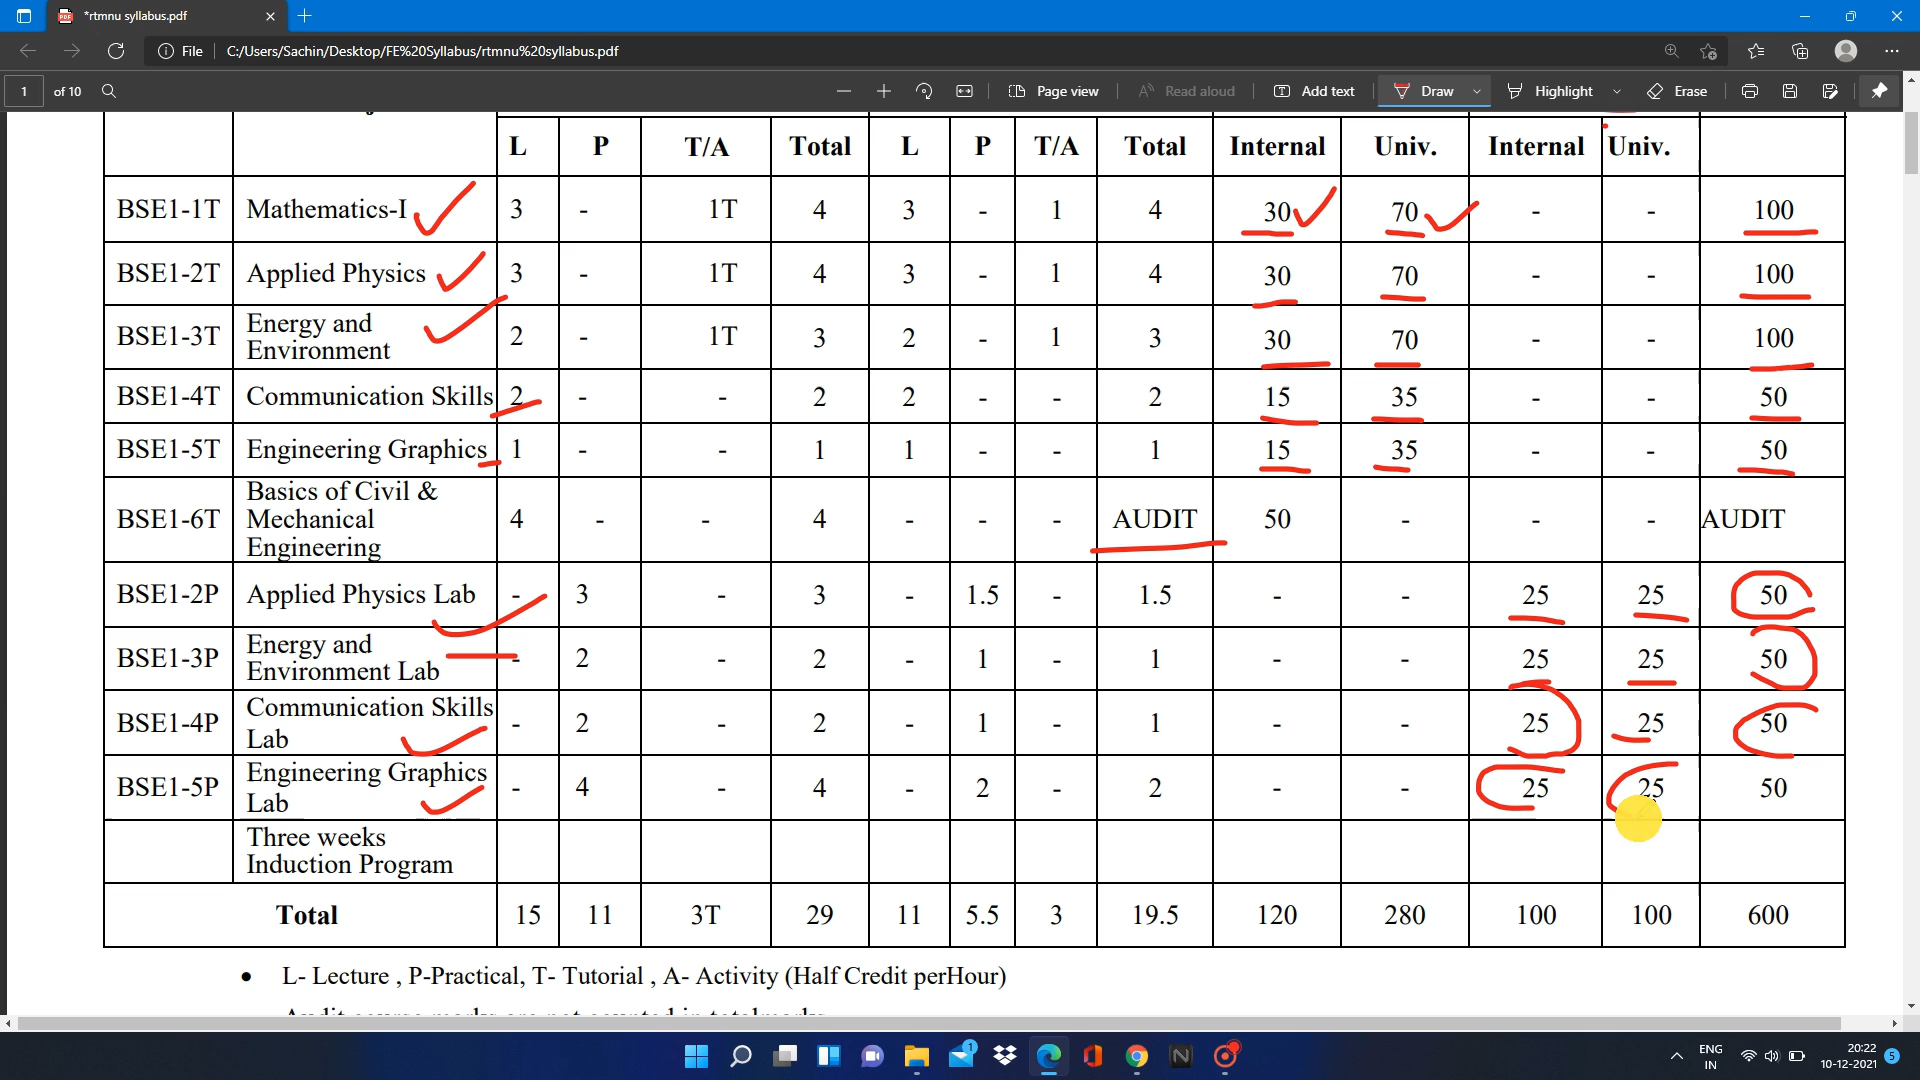 *rtmnu syllabus.pdf
File C:/Users/Sachin/Desktop/FE%20Syllabus/rtmnu%20syllabus.pdf
1 of 10 Page view Read aloud Add text Draw Highlight Erase
L P T/A Total L P T/A Total Internal Univ. Internal Univ.
BSE1-1T Mathematics-I 3 - 1T 4 3 - 1 4 30 70 - - 100
BSE1-2T Applied Physics 3 - 1T 4 3 - 1 4 30 70 - - 100
BSE1-3T Energy and Environment 2 - 1T 3 2 - 1 3 30 70 - - 100
BSE1-4T Communication Skills 2 - - 2 2 - - 2 15 35 - - 50
BSE1-5T Engineering Graphics 1 - - 1 1 - - 1 15 35 - - 50
BSE1-6T Basics of Civil & Mechanical Engineering 4 - - 4 - - - AUDIT 50 - - - AUDIT
BSE1-2P Applied Physics Lab - 3 - 3 - 1.5 - 1.5 - - 25 25 50
BSE1-3P Energy and Environment Lab - 2 - 2 - 1 - 1 - - 25 25 50
BSE1-4P Communication Skills Lab - 2 - 2 - 1 - 1 - - 25 25 50
BSE1-5P Engineering Graphics Lab - 4 - 4 - 2 - 2 - - 25 25 50
Three weeks Induction Program
Total 15 11 3T 29 11 5.5 3 19.5 120 280 100 100 600
• L- Lecture , P-Practical, T- Tutorial , A- Activity (Half Credit perHour)
ENG
IN
20:22
10-12-2021
5
1